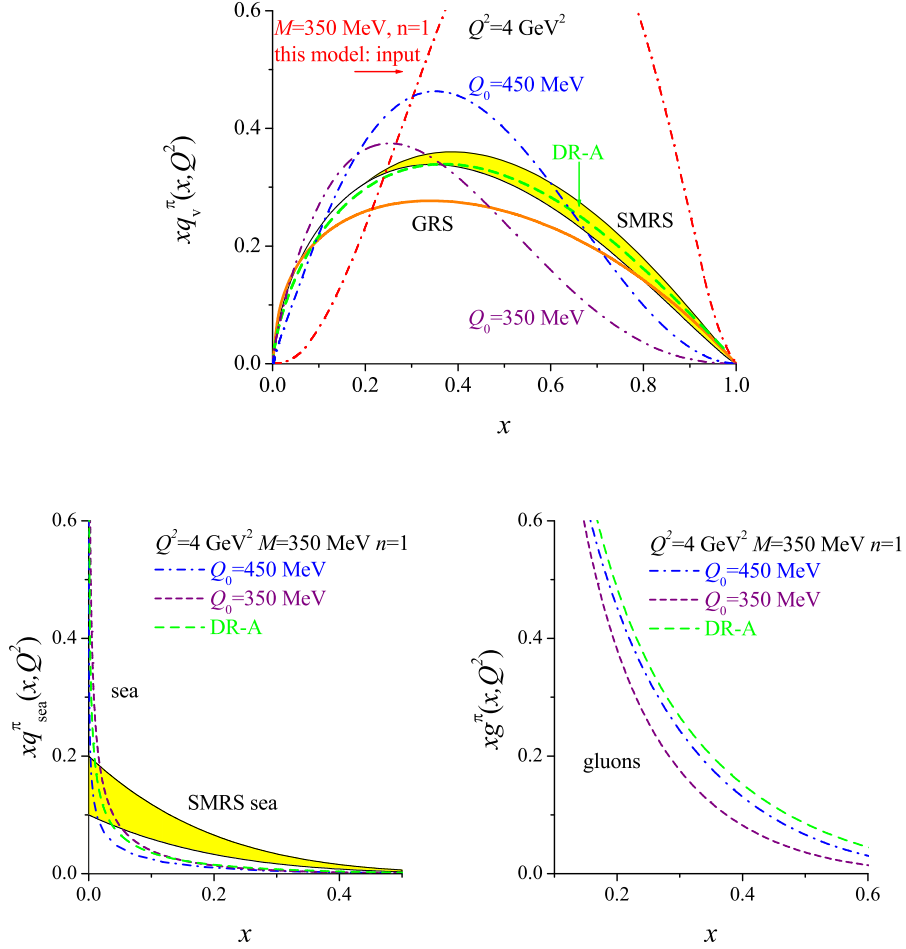 M=350 MeV, n=1
this model: input
Q²=4 GeV²
Q₀=450 MeV
DR-A
SMRS
GRS
Q₀=350 MeV
xqᵥ^π(x,Q²)
0.6
0.4
0.2
0.0
0.0 0.2 0.4 0.6 0.8 1.0
x
Q²=4 GeV² M=350 MeV n=1
Q₀=450 MeV
Q₀=350 MeV
DR-A
sea
SMRS sea
xq^π_sea(x,Q²)
0.6
0.4
0.2
0.0
0.0 0.2 0.4
x
Q²=4 GeV² M=350 MeV n=1
Q₀=450 MeV
Q₀=350 MeV
DR-A
gluons
xg^π(x,Q²)
0.6
0.4
0.2
0.0
0.2 0.4 0.6
x